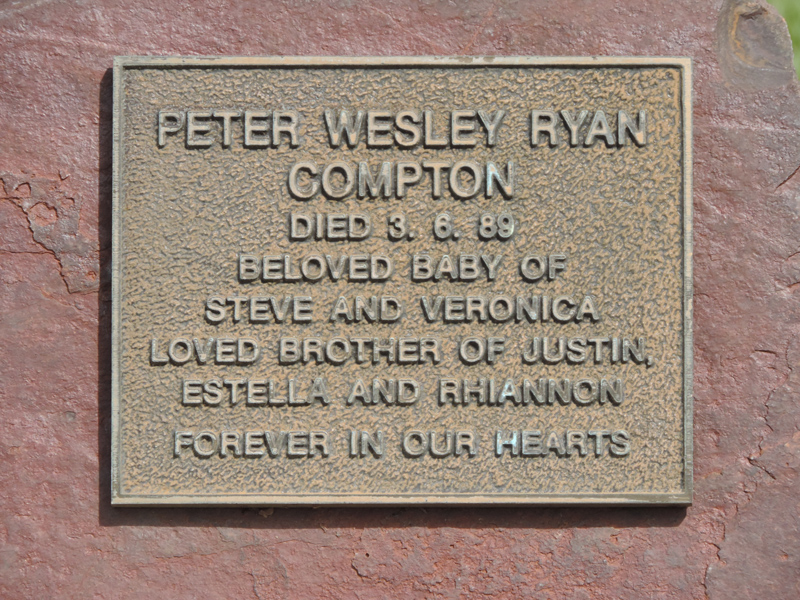 PETER WESLEY RYAN
COMPTON
DIED 3. 6. 89
BELOVED BABY OF
STEVE AND VERONICA
LOVED BROTHER OF JUSTIN,
ESTELLA AND RHIANNON
FOREVER IN OUR HEARTS